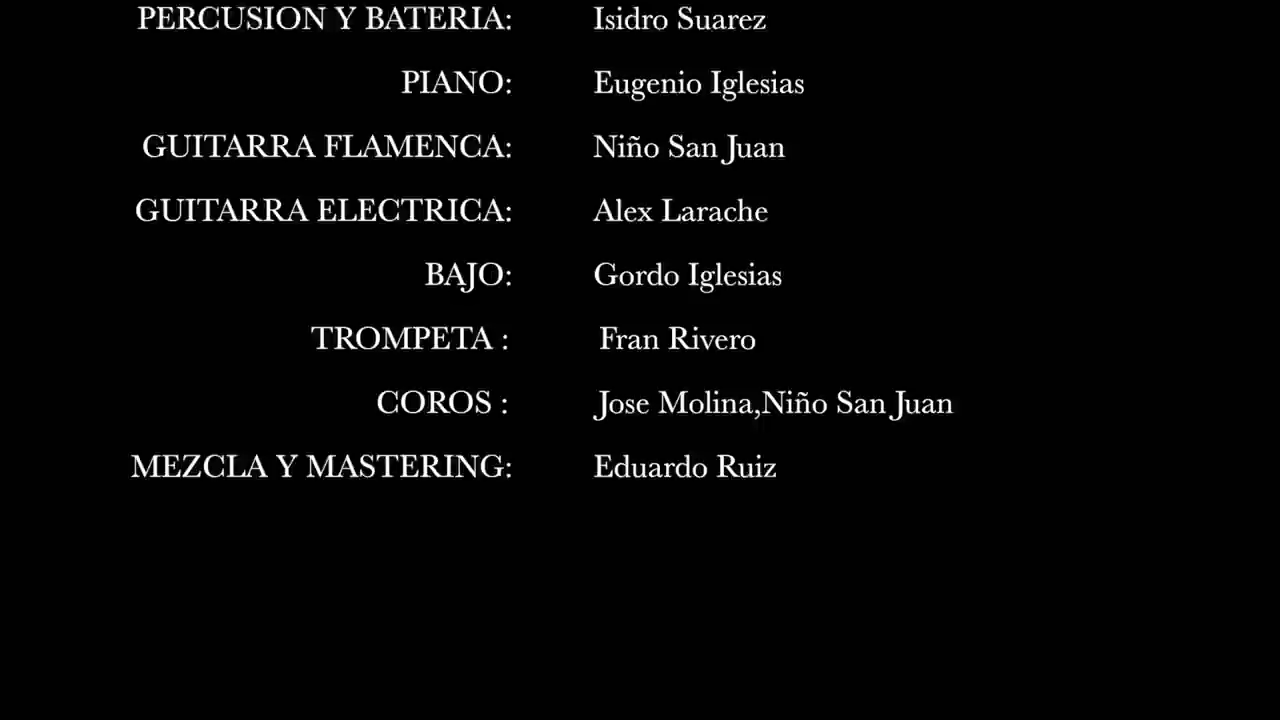 PERCUSION Y BATERIA: Isidro Suarez
PIANO: Eugenio Iglesias
GUITARRA FLAMENCA: Niño San Juan
GUITARRA ELECTRICA: Alex Larache
BAJO: Gordo Iglesias
TROMPETA : Fran Rivero
COROS : Jose Molina,Niño San Juan
MEZCLA Y MASTERING: Eduardo Ruiz